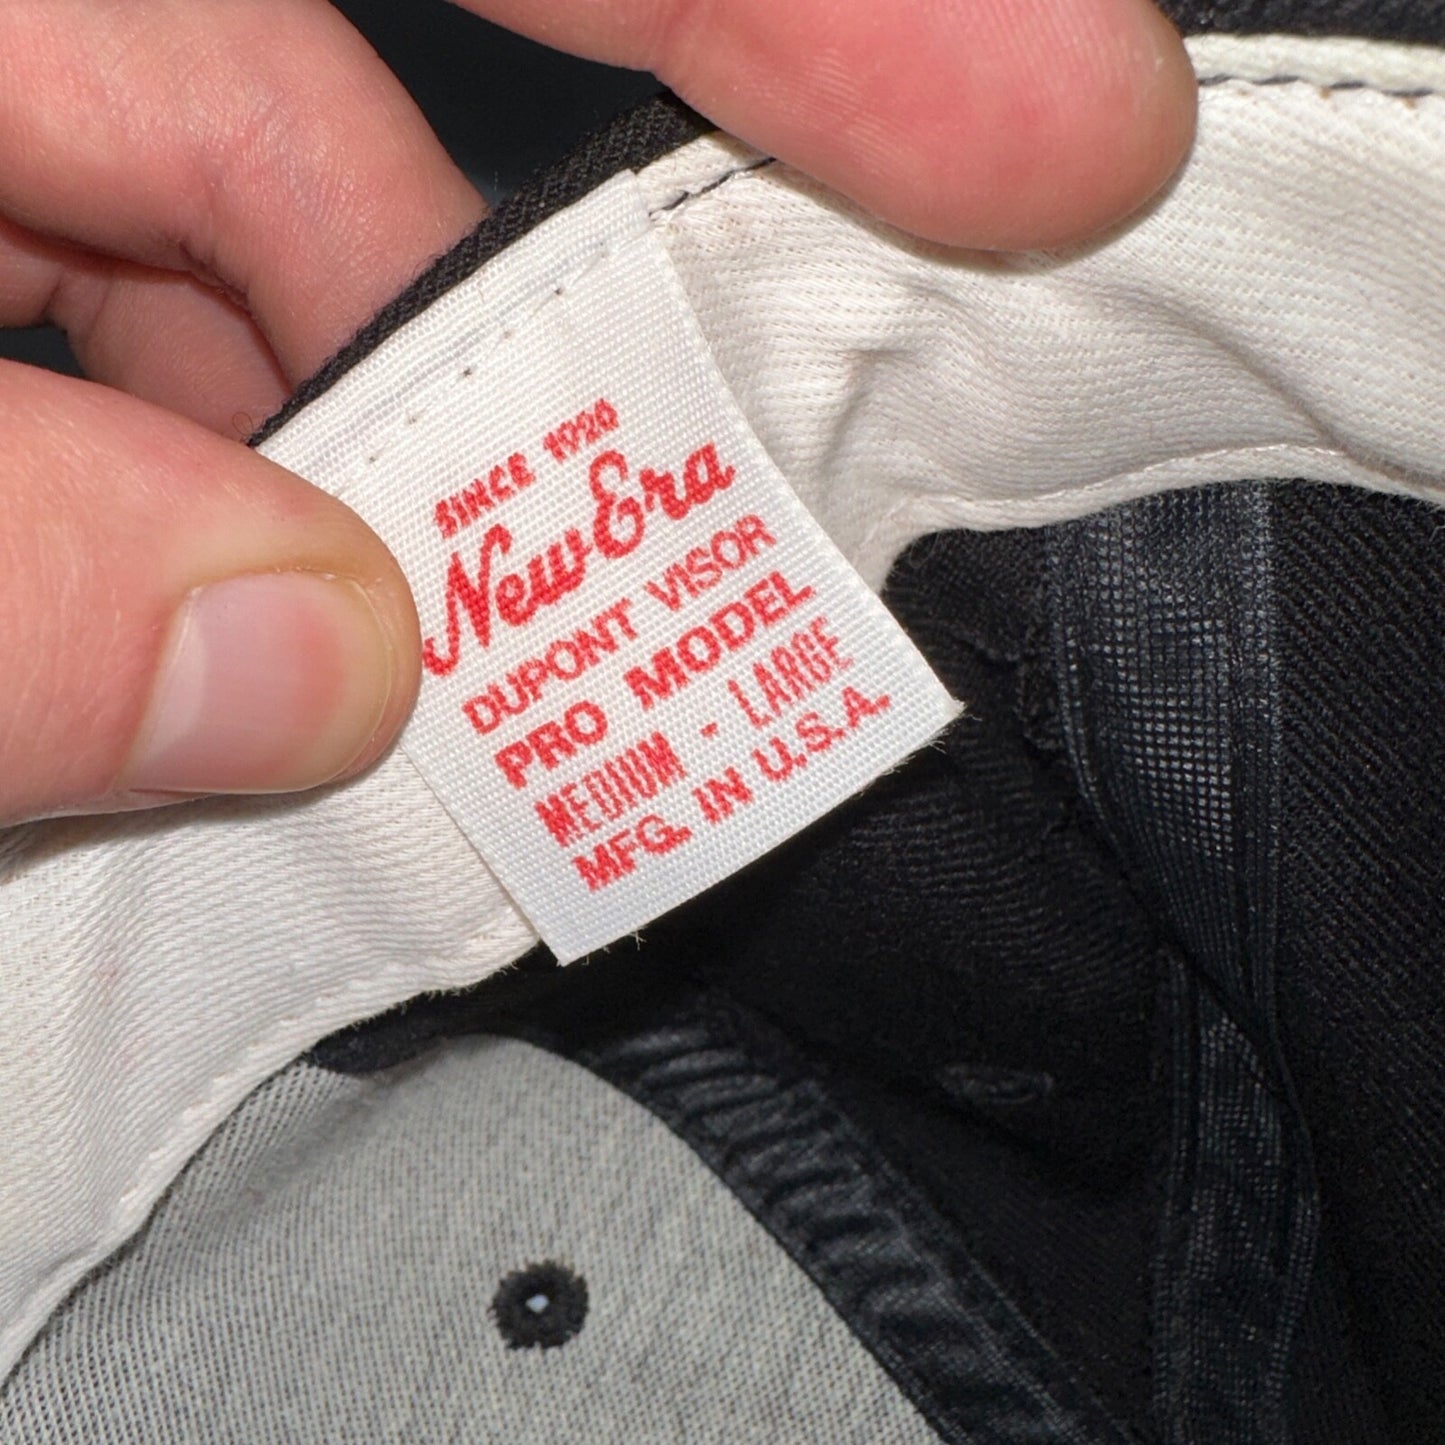 SINCE 1920
New Era
DUPONT VISOR
PRO MODEL
MEDIUM - LARGE
MFG. IN U.S.A.